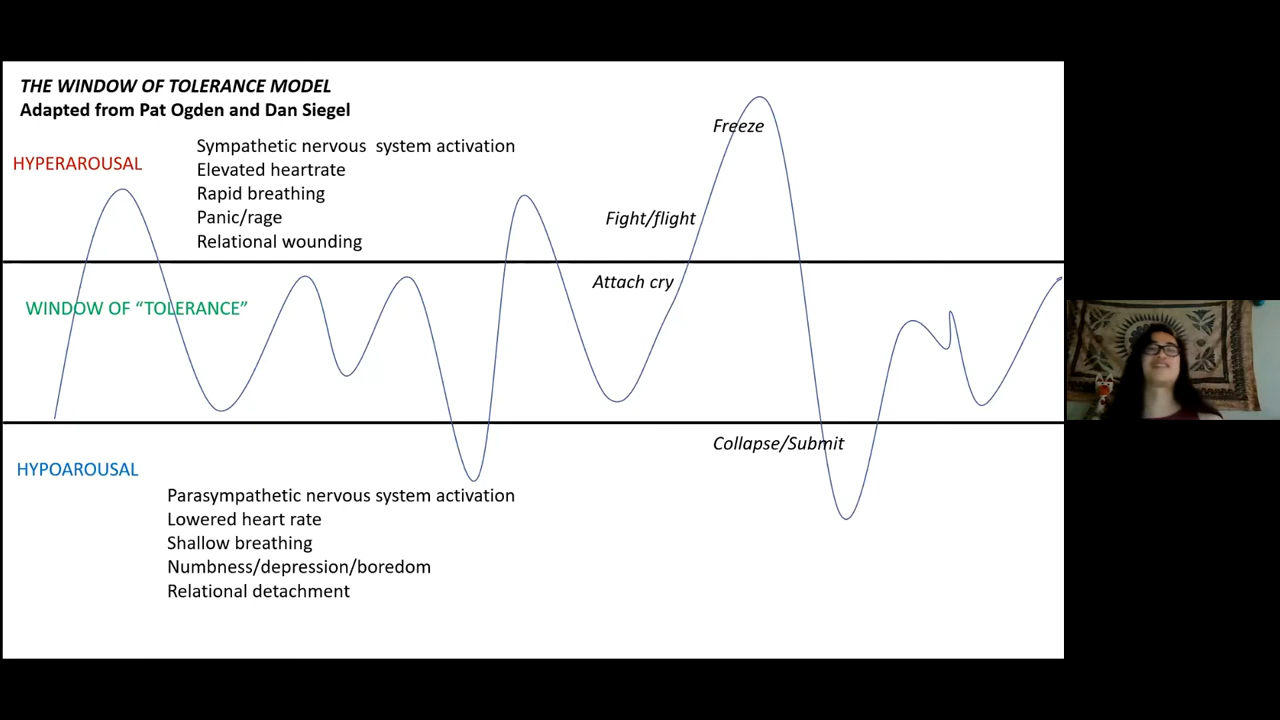 THE WINDOW OF TOLERANCE MODEL
Adapted from Pat Ogden and Dan Siegel
HYPERAROUSAL
Sympathetic nervous system activation
Elevated heartrate
Rapid breathing
Panic/rage
Relational wounding
Freeze
Fight/flight
Attach cry
WINDOW OF “TOLERANCE”
Collapse/Submit
HYPOAROUSAL
Parasympathetic nervous system activation
Lowered heart rate
Shallow breathing
Numbness/depression/boredom
Relational detachment